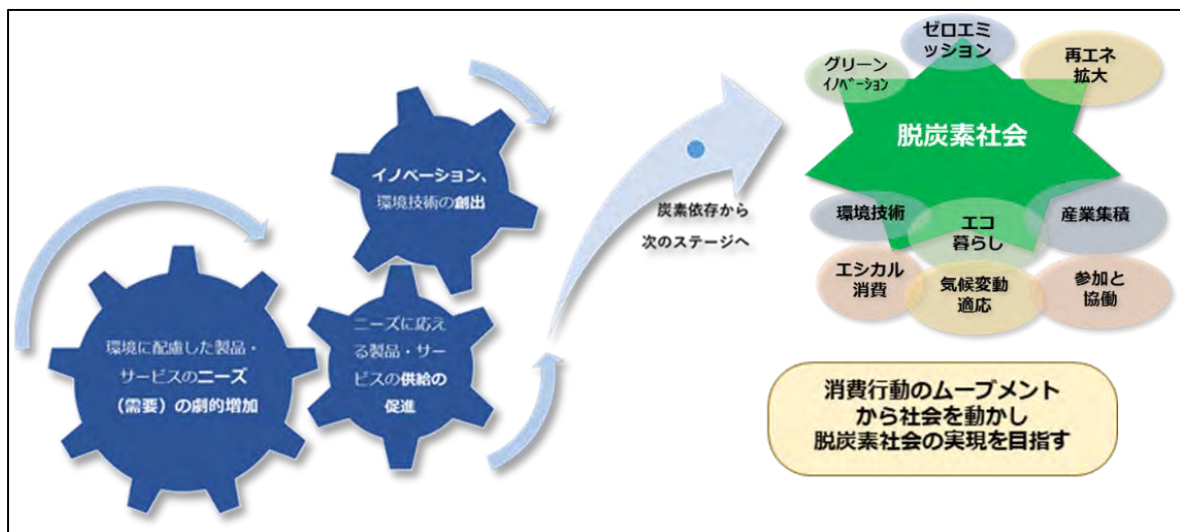 イノベーション、
環境技術の創出
環境に配慮した製品・
サービスのニーズ
（需要）の劇的増加
ニーズに応え
る製品・サー
ビスの供給の
促進
炭素依存から
次のステージへ
ゼロエミ
ッション
グリーン
ｲﾉﾍﾞｰｼｮﾝ
再エネ
拡大
脱炭素社会
環境技術
エコ
暮らし
産業集積
エシカル
消費
気候変動
適応
参加と
協働
消費行動のムーブメント
から社会を動かし
脱炭素社会の実現を目指す